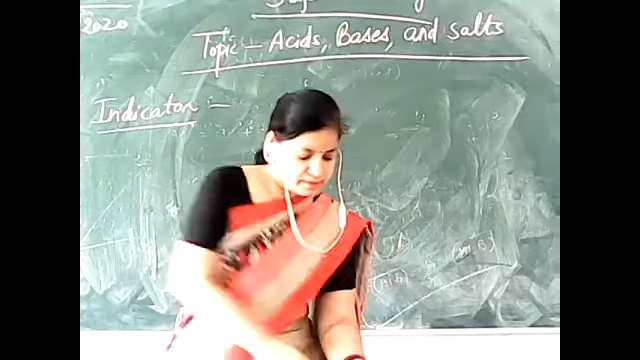 2020
Topic - Acids, Bases, and salts
Indicator -